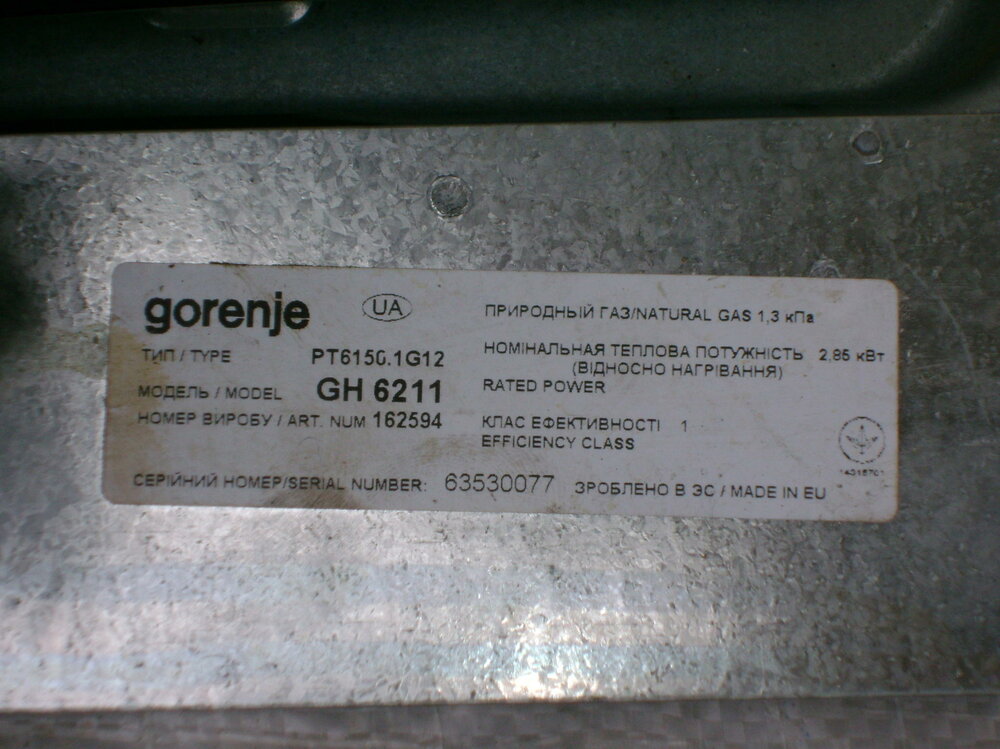 gorenje UA
ТИП / TYPE PT6150.1G12
МОДЕЛЬ / MODEL GH 6211
НОМЕР ВИРОБУ / ART. NUM 162594
СЕРІЙНИЙ НОМЕР/SERIAL NUMBER: 63530077
ПРИРОДНЫЙ ГАЗ/NATURAL GAS 1,3 кПа
НОМІНАЛЬНАЯ ТЕПЛОВА ПОТУЖНІСТЬ 2,85 кВт
(ВІДНОСНО НАГРІВАННЯ)
RATED POWER
КЛАС ЕФЕКТИВНОСТІ 1
EFFICIENCY CLASS
ЗРОБЛЕНО В ЭС / MADE IN EU